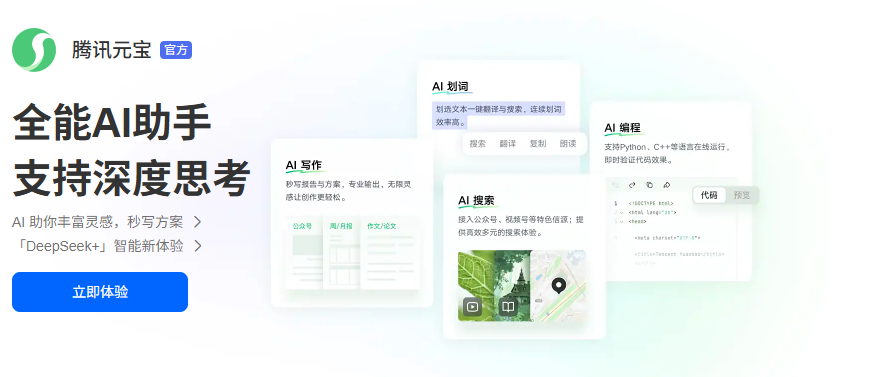 腾讯元宝 官方
全能AI助手
支持深度思考
AI 助你丰富灵感，秒写方案
「DeepSeek+」智能新体验
立即体验
AI 写作
秒写报告与方案，专业输出，无限灵
感让创作更轻松。
公众号 周/月报 作文/论文
AI 划词
划选文本一键翻译与搜索，连续划词
效率高。
搜索 翻译 复制 朗读
AI 搜索
接入公众号、视频号等特色信源；提
供高效多元的搜索体验。
AI 编程
支持Python、C++等语言在线运行，
即时验证代码效果。
代码 预览
1 <!DOCTYPE html>
2 <html lang="zh">
3 <head>
4
<meta charset="UTF-8">